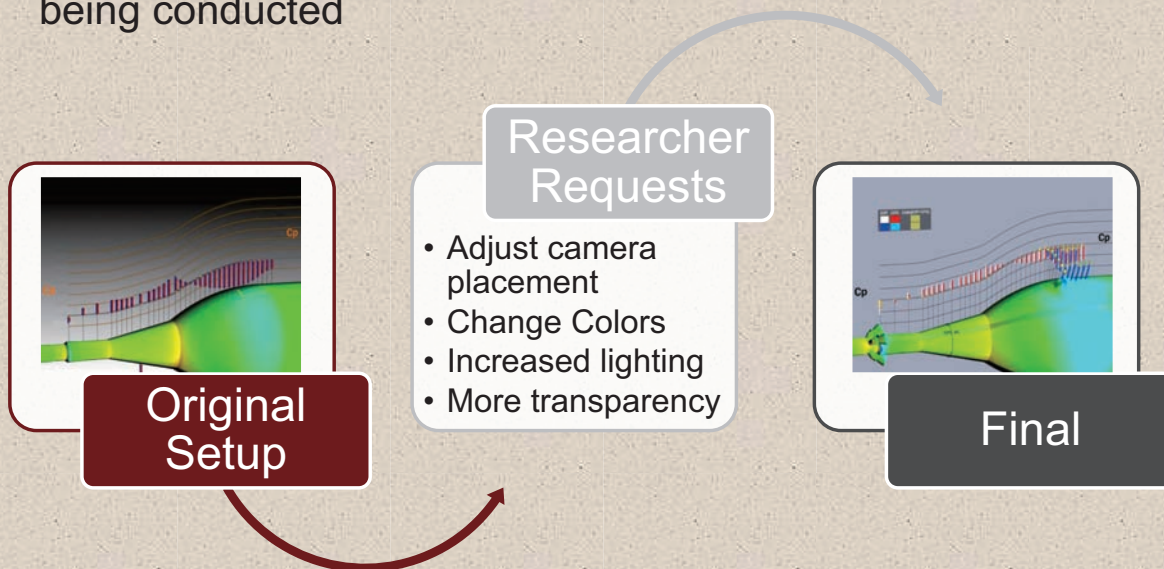 being conducted
Cp
Cp
Original
Setup
Researcher
Requests
• Adjust camera
placement
• Change Colors
• Increased lighting
• More transparency
Cp
Cp
Final